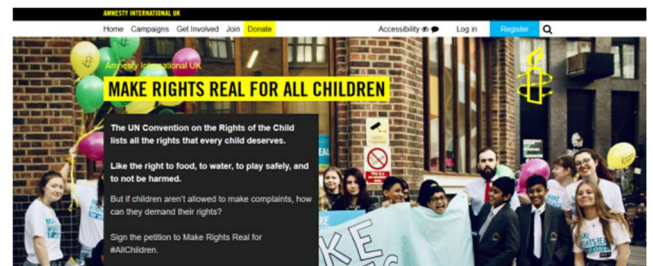 AMNESTY INTERNATIONAL UK
Home Campaigns Get Involved Join Donate Accessibility Log in Register
Amnesty International UK
MAKE RIGHTS REAL FOR ALL CHILDREN
The UN Convention on the Rights of the Child
lists all the rights that every child deserves.
Like the right to food, to water, to play safely, and
to not be harmed.
But if children aren't allowed to make complaints, how
can they demand their rights?
Sign the petition to Make Rights Real for
#AllChildren.
MAKE